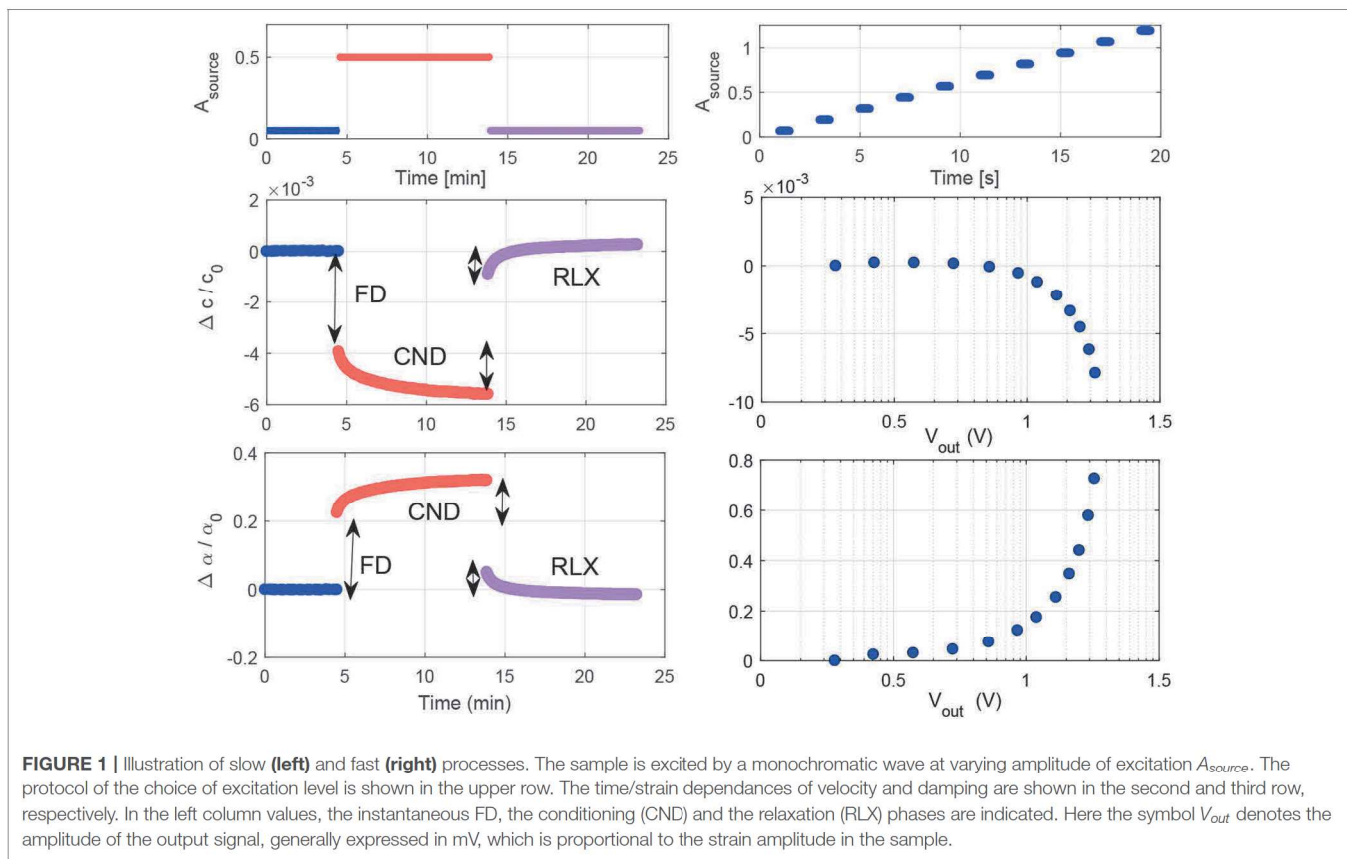 0.5
0
A_source
0 5 10 15 20 25
Time [min]
1
0.5
0
A_source
0 5 10 15 20
Time [s]
×10^-3
2
0
-2
-4
-6
Δ c / c_0
FD
CND
RLX
0 5 10 15 20 25
×10^-3
5
0
-5
-10
0 0.5 1 1.5
V_out (V)
0.4
0.2
0
-0.2
Δ α / α_0
FD
CND
RLX
0 5 10 15 20 25
Time (min)
0.8
0.6
0.4
0.2
0
0 0.5 1 1.5
V_out (V)
FIGURE 1 | Illustration of slow (left) and fast (right) processes. The sample is excited by a monochromatic wave at varying amplitude of excitation A_source. The
protocol of the choice of excitation level is shown in the upper row. The time/strain dependances of velocity and damping are shown in the second and third row,
respectively. In the left column values, the instantaneous FD, the conditioning (CND) and the relaxation (RLX) phases are indicated. Here the symbol V_out denotes the
amplitude of the output signal, generally expressed in mV, which is proportional to the strain amplitude in the sample.